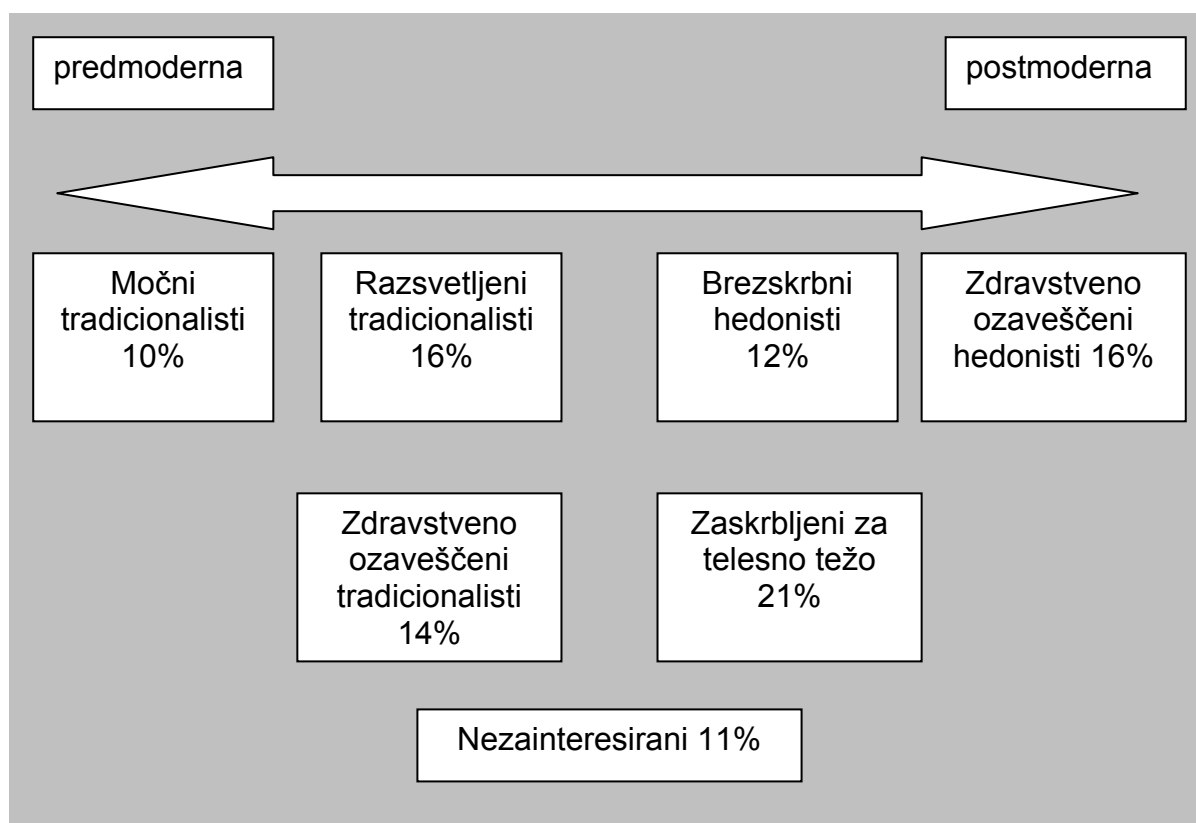 predmoderna
postmoderna
Močni
tradicionalisti
10%
Razsvetljeni
tradicionalisti
16%
Brezskrbni
hedonisti
12%
Zdravstveno
ozaveščeni
hedonisti 16%
Zdravstveno
ozaveščeni
tradicionalisti
14%
Zaskrbljeni za
telesno težo
21%
Nezainteresirani 11%